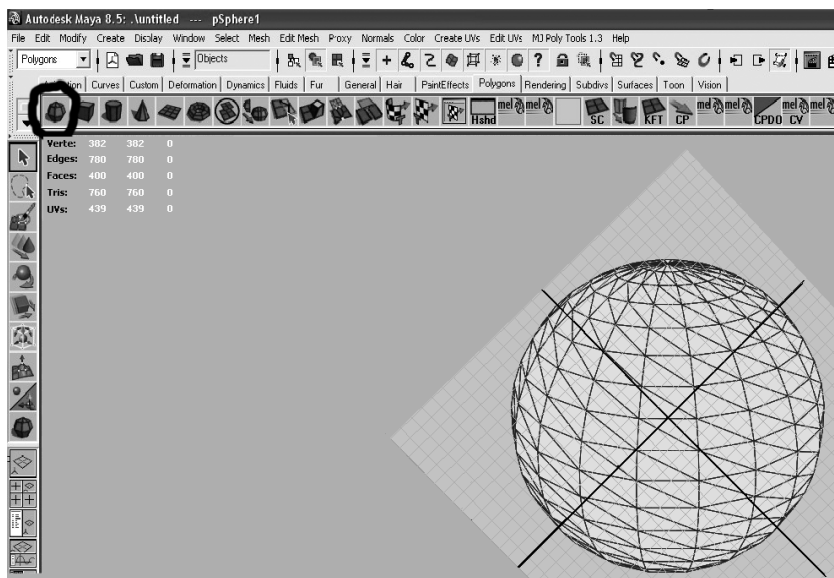 Autodesk Maya 8.5: .\untitled --- pSphere1
File Edit Modify Create Display Window Select Mesh Edit Mesh Proxy Normals Color Create UVs Edit UVs MJ Poly Tools 1.3 Help
Polygons Objects
Curves Custom Deformation Dynamics Fluids Fur General Hair PaintEffects Polygons Rendering Subdivs Surfaces Toon Vision
mel mel mel mel mel mel
Hshd SC KFT CP CPDO CV
Verts: 382 382 0
Edges: 780 780 0
Faces: 400 400 0
Tris: 760 760 0
UVs: 439 439 0